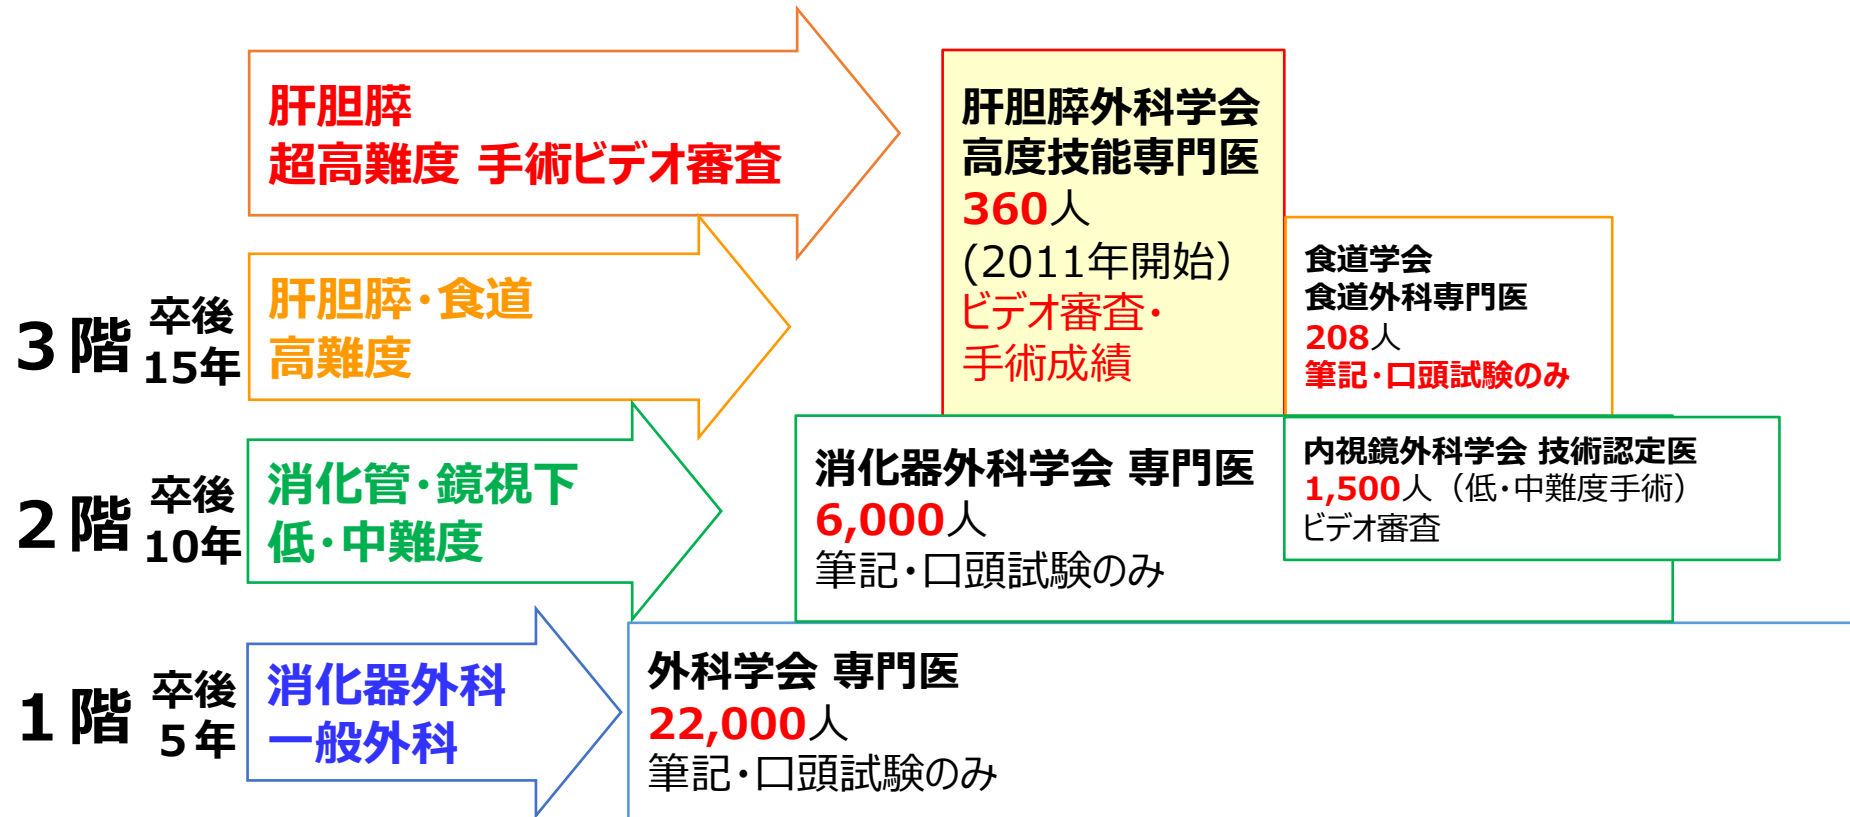 肝胆膵
超高難度 手術ビデオ審査
肝胆膵外科学会
高度技能専門医
360人
(2011年開始）
ビデオ審査・
手術成績
3階
卒後
15年
肝胆膵・食道
高難度
食道学会
食道外科専門医
208人
筆記・口頭試験のみ
2階
卒後
10年
消化管・鏡視下
低・中難度
消化器外科学会 専門医
6,000人
筆記・口頭試験のみ
内視鏡外科学会 技術認定医
1,500人（低・中難度手術）
ビデオ審査
1階
卒後
5年
消化器外科
一般外科
外科学会 専門医
22,000人
筆記・口頭試験のみ